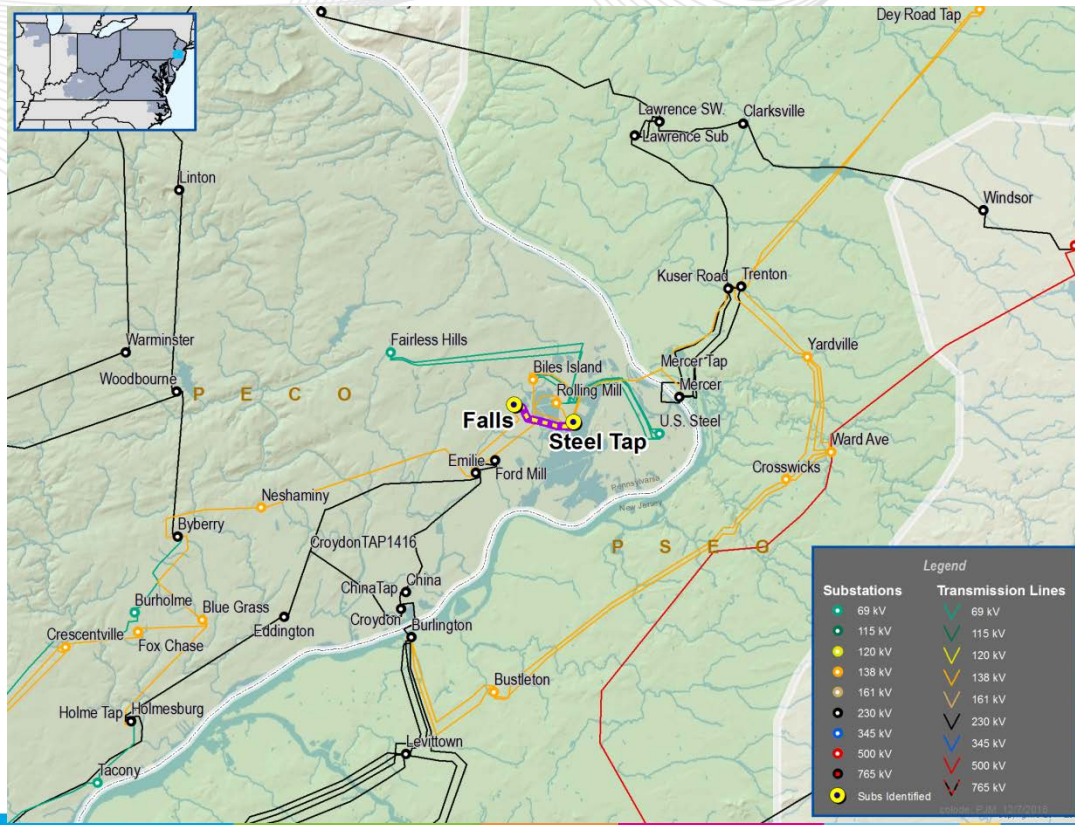 Dey Road Tap
Lawrence SW.
Clarksville
Lawrence Sub
Linton
Windsor
Kuser Road
Trenton
Warminster
Fairless Hills
Yardville
Mercer Tap
Woodbourne
Biles Island
Mercer
P E C O
Rolling Mill
Falls
U.S. Steel
Steel Tap
Ward Ave
Emilie
Ford Mill
Crosswicks
Pennsylvania
New Jersey
Neshaminy
Byberry
CroydonTAP1416
P S E G
China
ChinaTap
Burholme
Blue Grass
Croydon
Eddington
Burlington
Crescentville
Fox Chase
Bustleton
Holme Tap
Holmesburg
Levittown
Tacony
Legend
Substations
69 kV
115 kV
120 kV
138 kV
161 kV
230 kV
345 kV
500 kV
765 kV
Subs Identified
Transmission Lines
69 kV
115 kV
120 kV
138 kV
161 kV
230 kV
345 kV
500 kV
765 kV